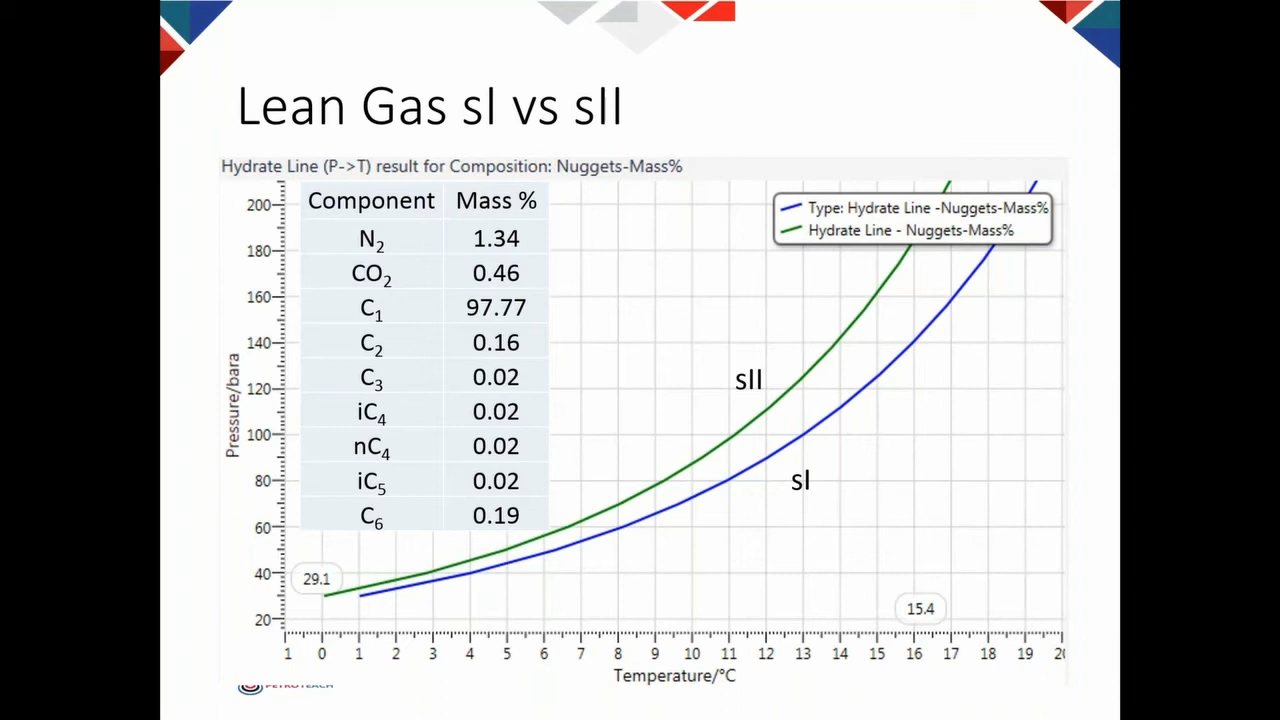 Lean Gas sI vs sII
Hydrate Line (P->T) result for Composition: Nuggets-Mass%
Component Mass %
N2 1.34
CO2 0.46
C1 97.77
C2 0.16
C3 0.02
iC4 0.02
nC4 0.02
iC5 0.02
C6 0.19
Type: Hydrate Line -Nuggets-Mass%
Hydrate Line - Nuggets-Mass%
Pressure/bara
200
180
160
140
120
100
80
60
40
20
sII
sI
29.1
15.4
1 0 1 2 3 4 5 6 7 8 9 10 11 12 13 14 15 16 17 18 19 20
Temperature/°C
PETROTEACH